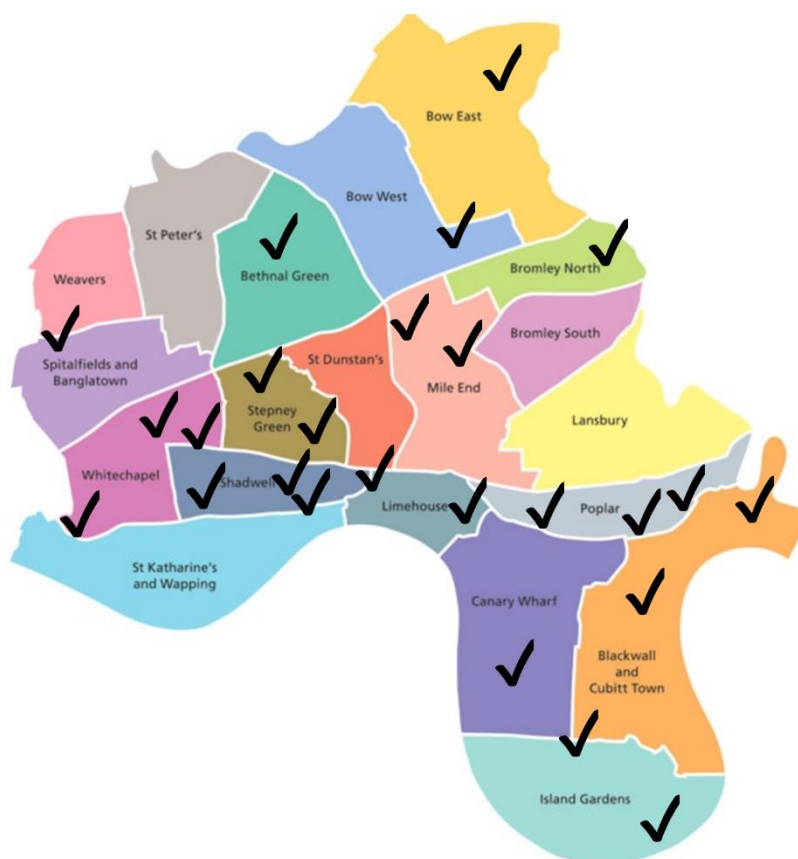 Bow East
Bow West
St Peter's
Bethnal Green
Weavers
Bromley North
Bromley South
Spitalfields and
Banglatown
St Dunstan's
Mile End
Stepney
Green
Lansbury
Whitechapel
Shadwell
Limehouse
Poplar
St Katharine's
and Wapping
Canary Wharf
Blackwall
and
Cubitt Town
Island Gardens